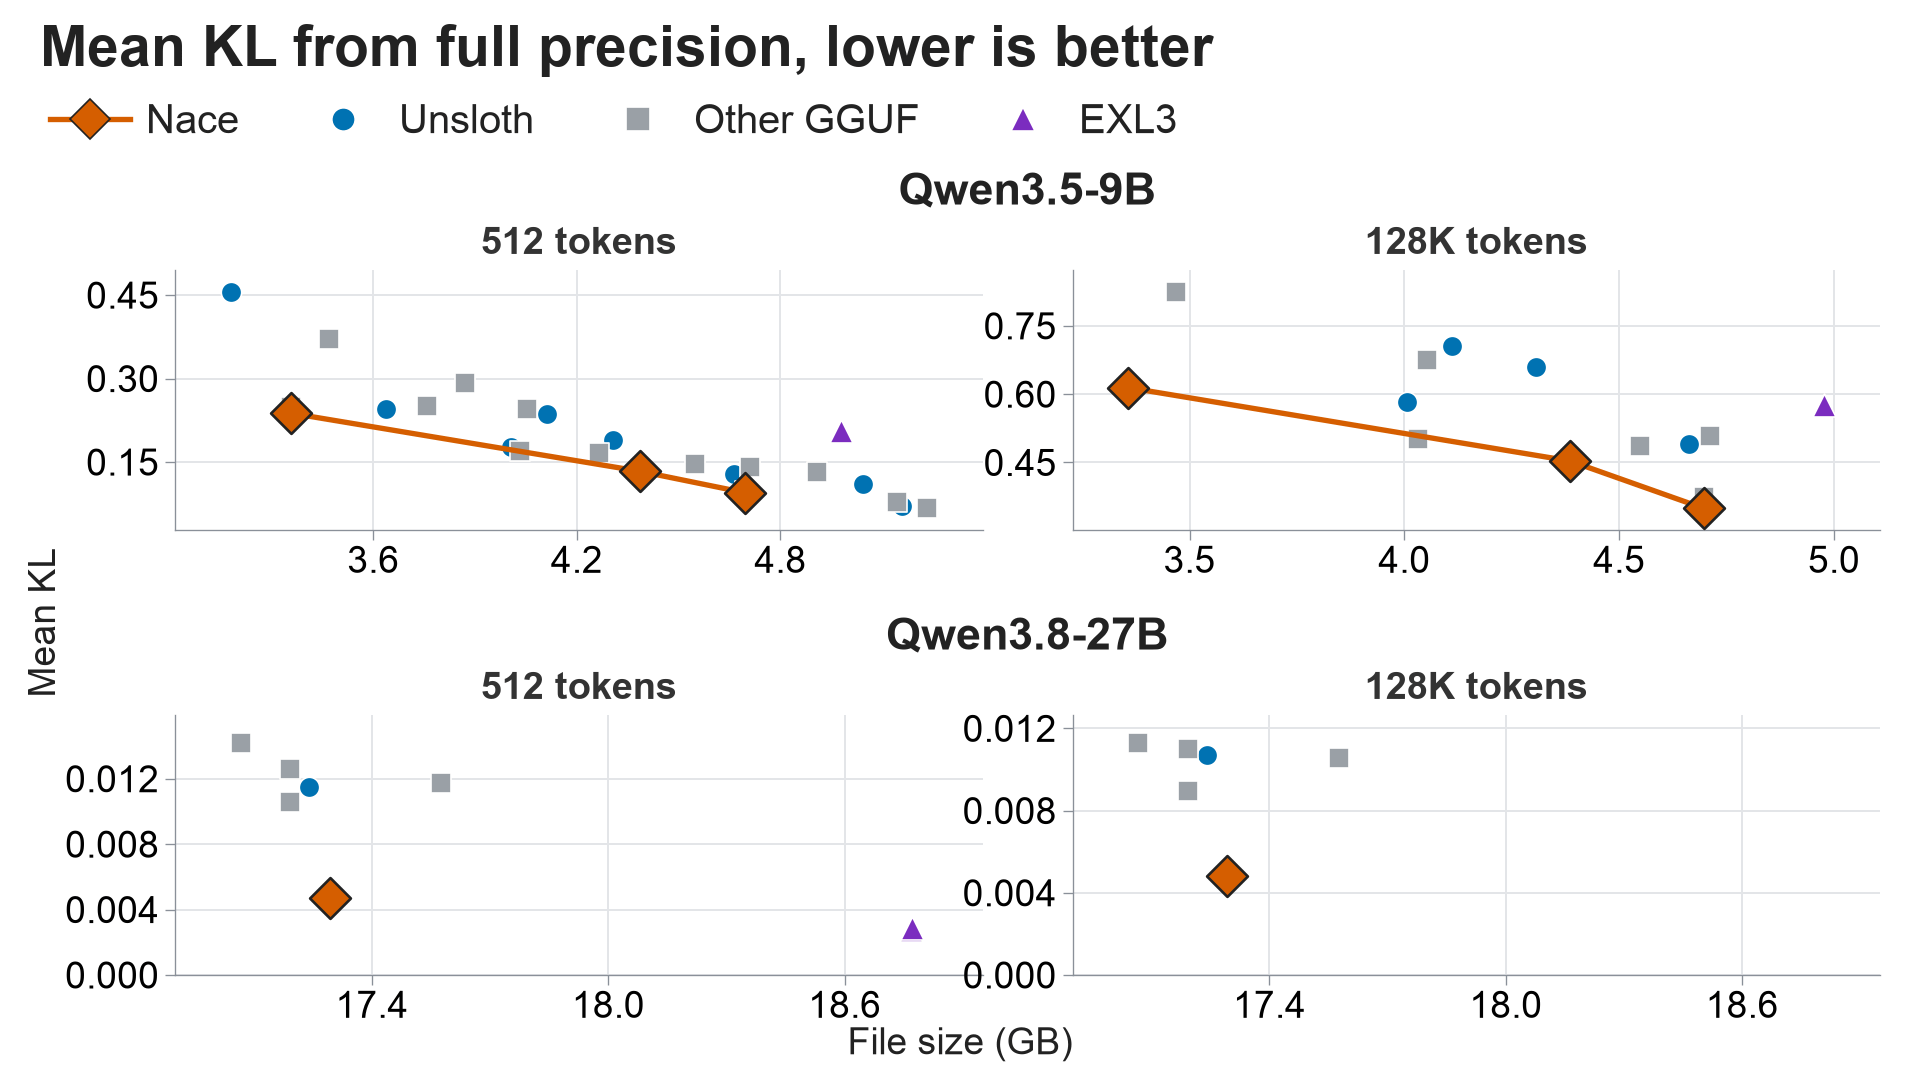 Mean KL from full precision, lower is better
Nace Unsloth Other GGUF EXL3
Qwen3.5-9B
512 tokens 128K tokens
0.45
0.30
0.15
3.6 4.2 4.8
0.75
0.60
0.45
3.5 4.0 4.5 5.0
Mean KL
Qwen3.8-27B
512 tokens 128K tokens
0.012
0.008
0.004
0.000
17.4 18.0 18.6
0.012
0.008
0.004
0.000
17.4 18.0 18.6
File size (GB)